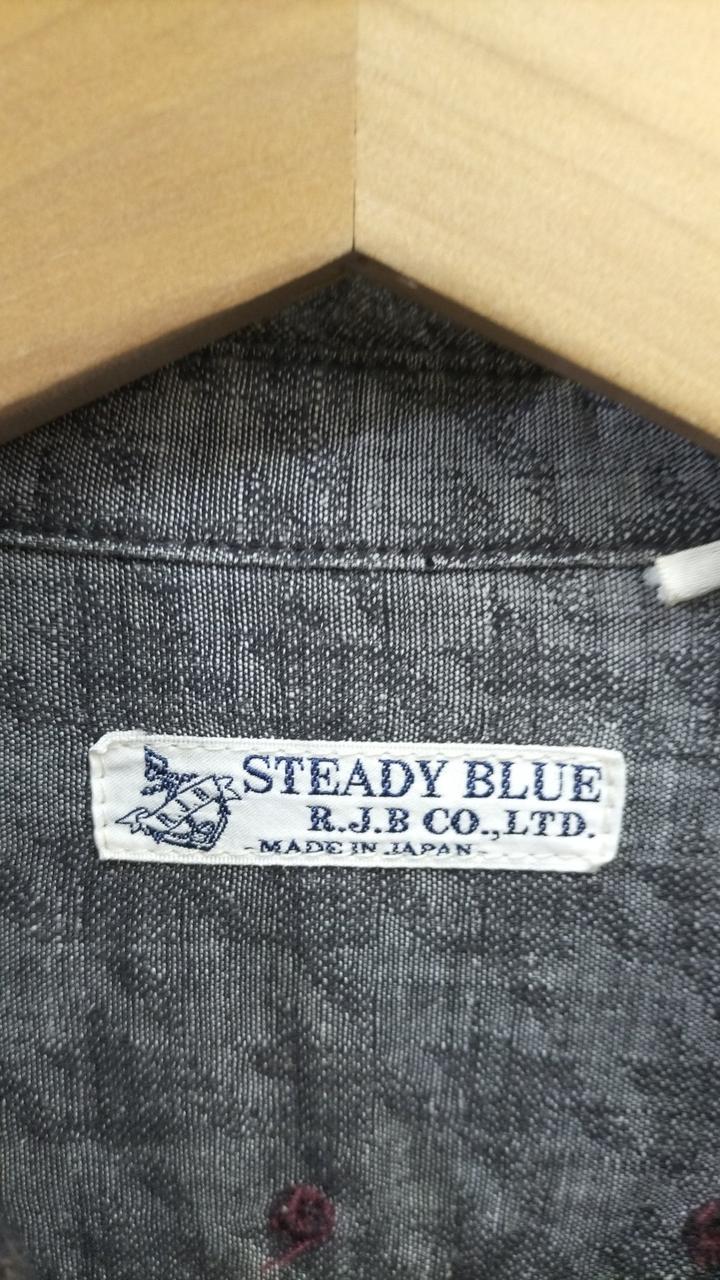 STEADY BLUE
R.J.B CO.,LTD.
-MADE IN JAPAN-